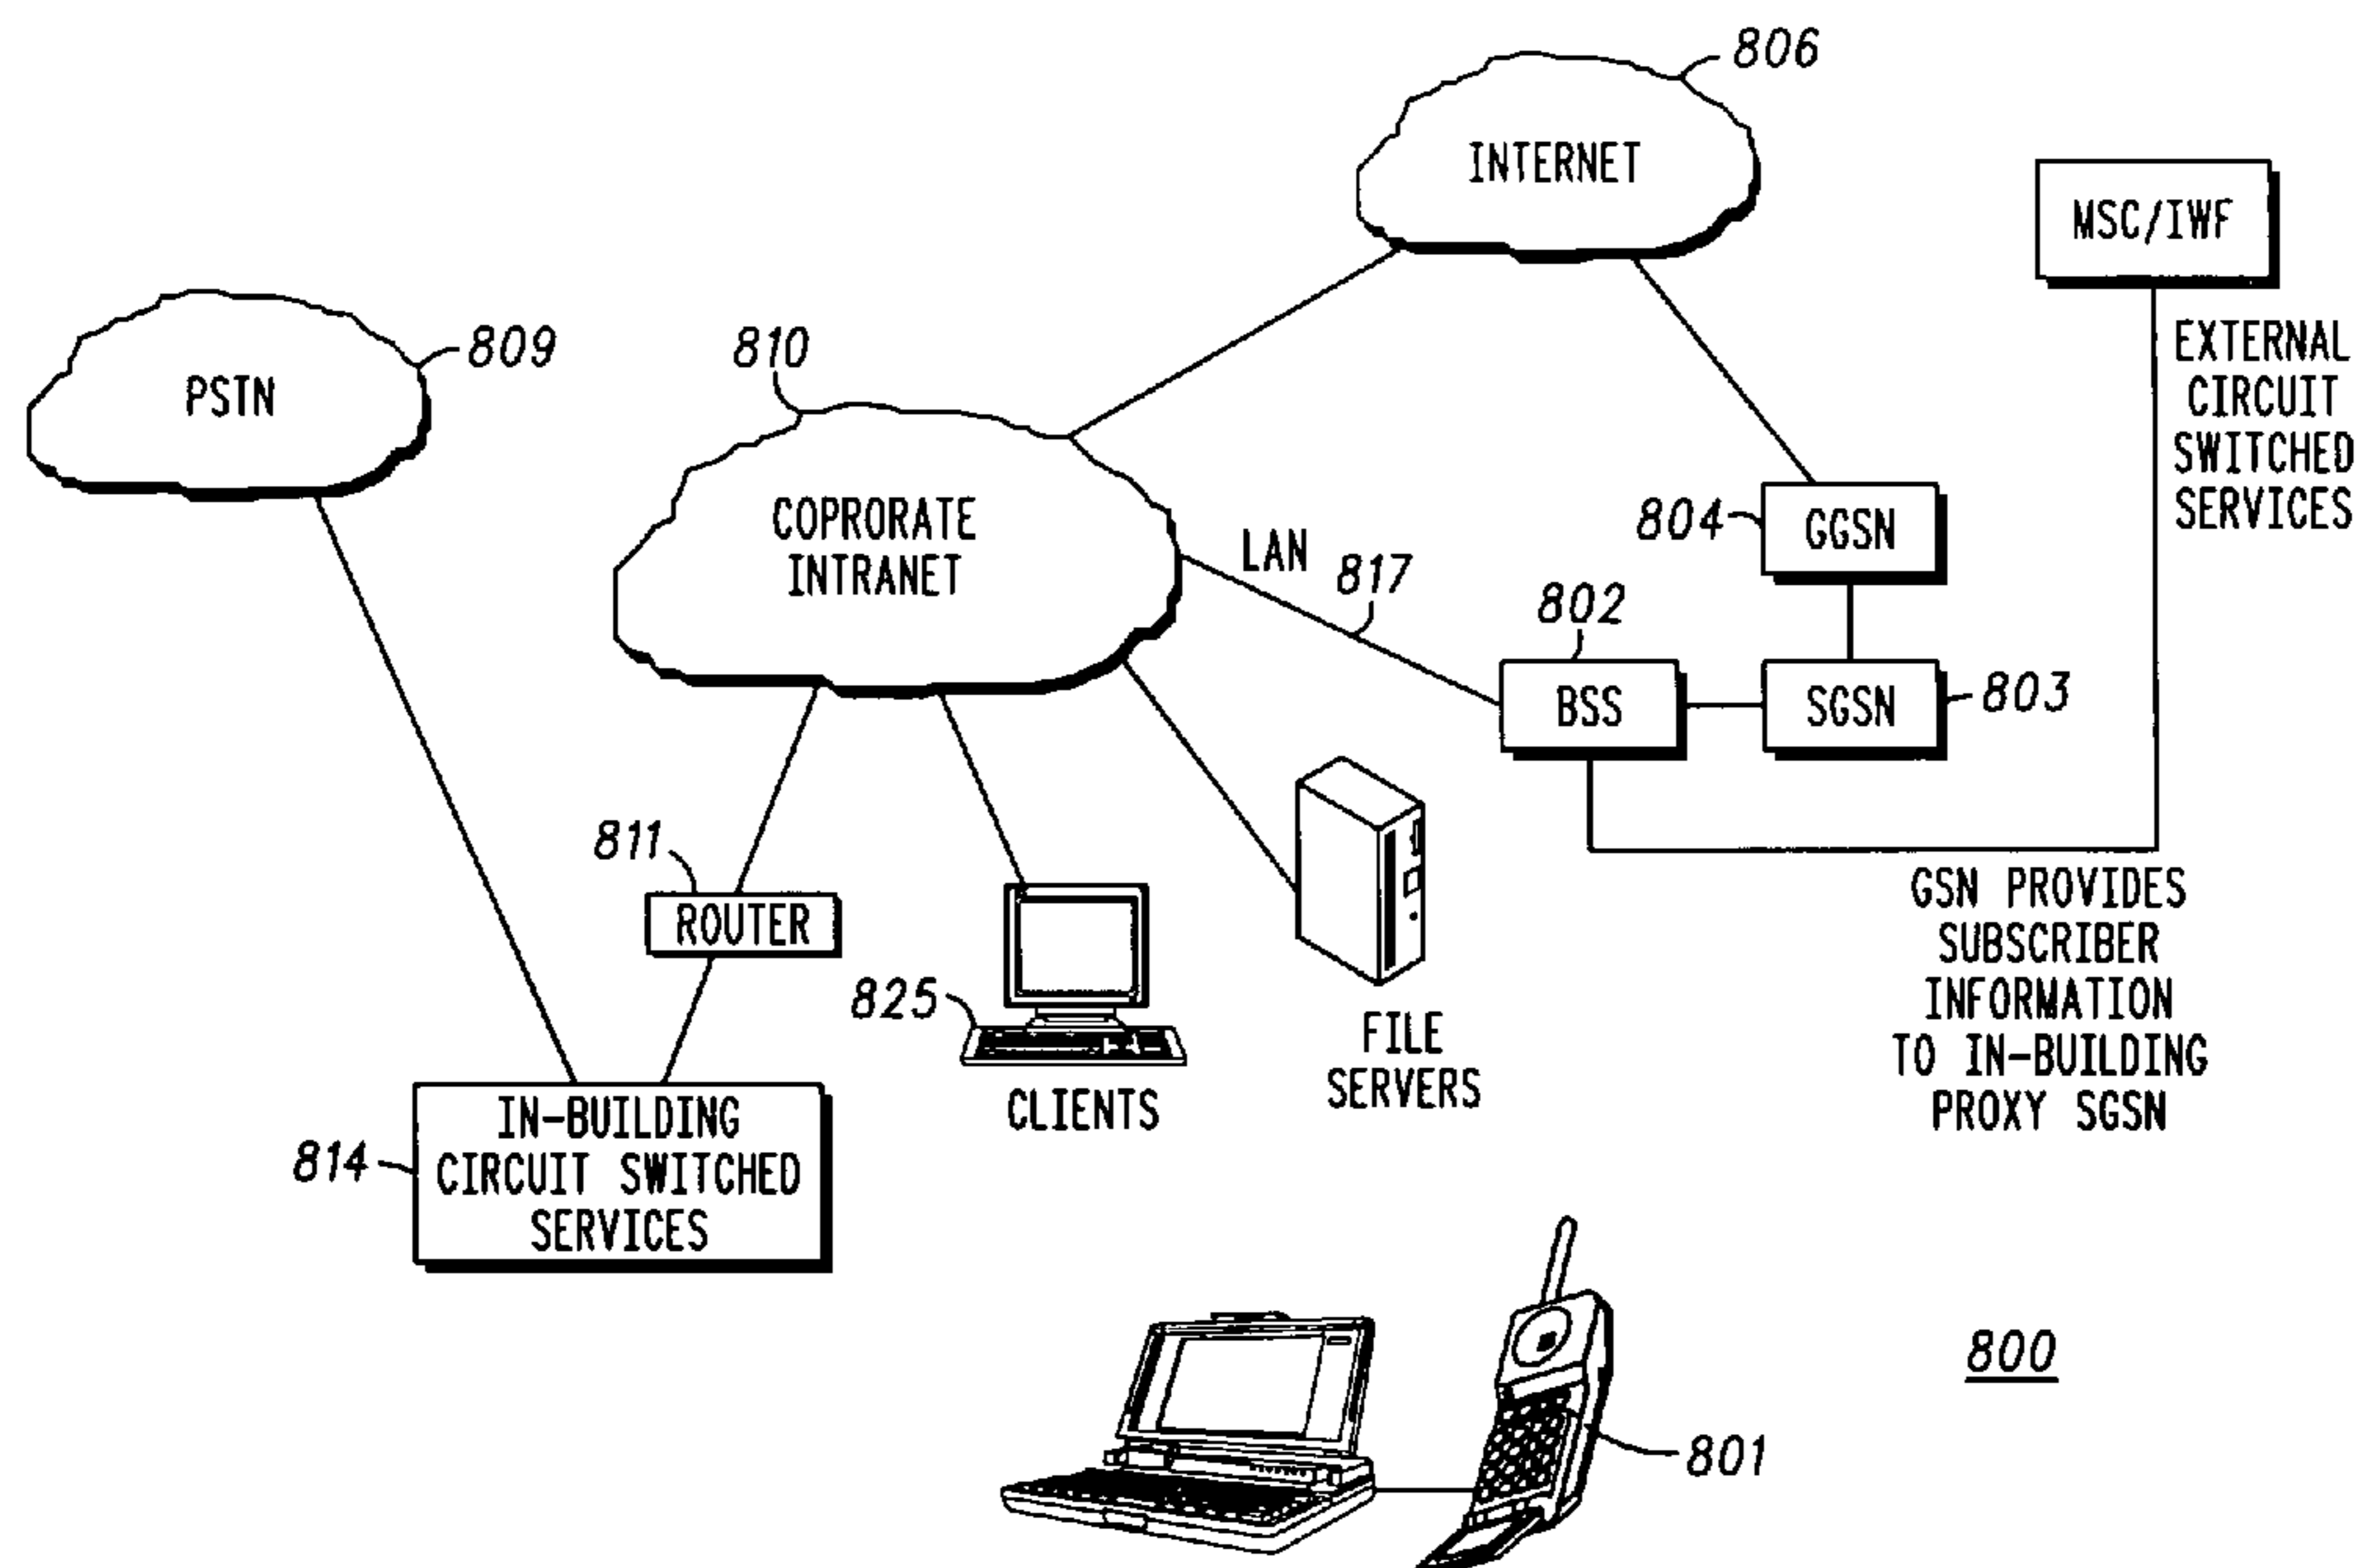 806
INTERNET
MSC/IWF
EXTERNAL
CIRCUIT
SWITCHED
SERVICES
809
PSTN
810
COPRORATE
INTRANET
LAN
817
804
GGSN
802
BSS
SGSN
803
811
ROUTER
825
CLIENTS
FILE
SERVERS
GSN PROVIDES
SUBSCRIBER
INFORMATION
TO IN-BUILDING
PROXY SGSN
814
IN-BUILDING
CIRCUIT SWITCHED
SERVICES
800
801